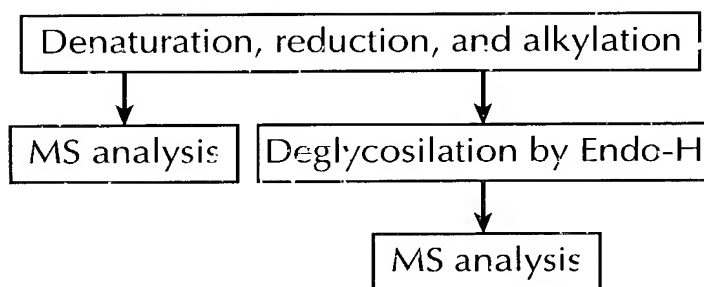 Denaturation, reduction, and alkylation
MS analysis
Deglycosilation by Endo-H
MS analysis